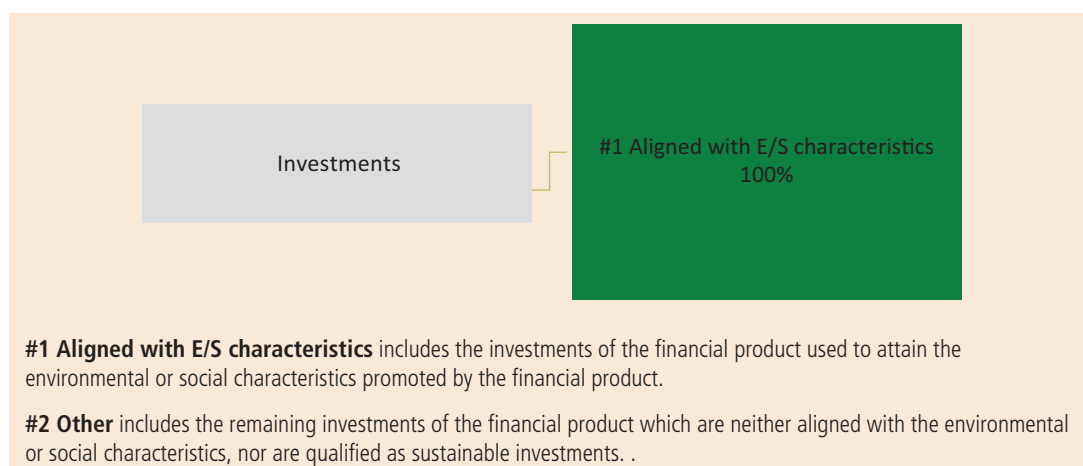 Investments
#1 Aligned with E/S characteristics
100%
#1 Aligned with E/S characteristics includes the investments of the financial product used to attain the
environmental or social characteristics promoted by the financial product.
#2 Other includes the remaining investments of the financial product which are neither aligned with the environmental
or social characteristics, nor are qualified as sustainable investments. .